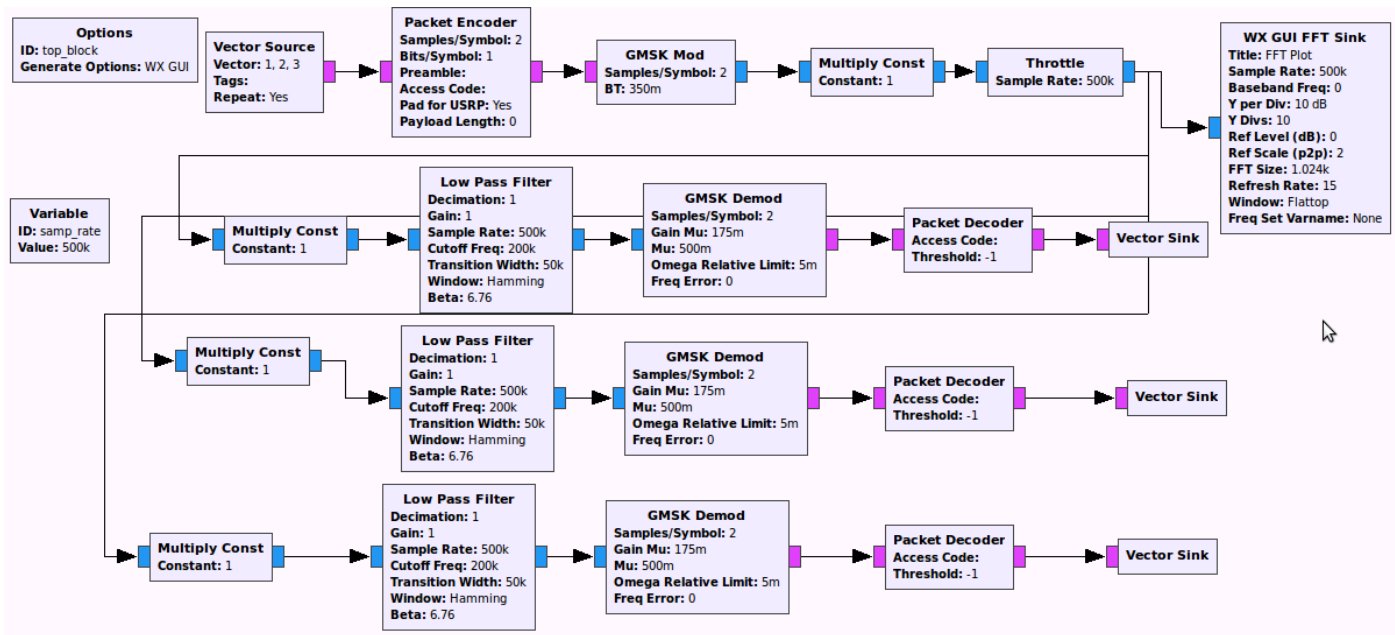 Options
ID: top_block
Generate Options: WX GUI
Vector Source
Vector: 1, 2, 3
Tags:
Repeat: Yes
Packet Encoder
Samples/Symbol: 2
Bits/Symbol: 1
Preamble:
Access Code:
Pad for USRP: Yes
Payload Length: 0
GMSK Mod
Samples/Symbol: 2
BT: 350m
Multiply Const
Constant: 1
Throttle
Sample Rate: 500k
WX GUI FFT Sink
Title: FFT Plot
Sample Rate: 500k
Baseband Freq: 0
Y per Div: 10 dB
Y Divs: 10
Ref Level (dB): 0
Ref Scale (p2p): 2
FFT Size: 1.024k
Refresh Rate: 15
Window: Flattop
Freq Set Varname: None
Variable
ID: samp_rate
Value: 500k
Multiply Const
Constant: 1
Low Pass Filter
Decimation: 1
Gain: 1
Sample Rate: 500k
Cutoff Freq: 200k
Transition Width: 50k
Window: Hamming
Beta: 6.76
GMSK Demod
Samples/Symbol: 2
Gain Mu: 175m
Mu: 500m
Omega Relative Limit: 5m
Freq Error: 0
Packet Decoder
Access Code:
Threshold: -1
Vector Sink
Multiply Const
Constant: 1
Low Pass Filter
Decimation: 1
Gain: 1
Sample Rate: 500k
Cutoff Freq: 200k
Transition Width: 50k
Window: Hamming
Beta: 6.76
GMSK Demod
Samples/Symbol: 2
Gain Mu: 175m
Mu: 500m
Omega Relative Limit: 5m
Freq Error: 0
Packet Decoder
Access Code:
Threshold: -1
Vector Sink
Multiply Const
Constant: 1
Low Pass Filter
Decimation: 1
Gain: 1
Sample Rate: 500k
Cutoff Freq: 200k
Transition Width: 50k
Window: Hamming
Beta: 6.76
GMSK Demod
Samples/Symbol: 2
Gain Mu: 175m
Mu: 500m
Omega Relative Limit: 5m
Freq Error: 0
Packet Decoder
Access Code:
Threshold: -1
Vector Sink